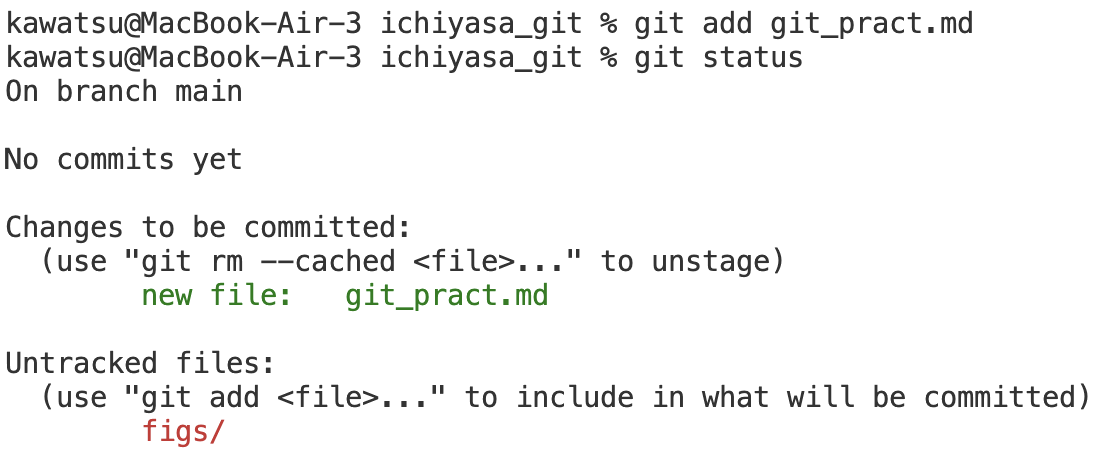 kawatsu@MacBook-Air-3 ichiyasa_git % git add git_pract.md
kawatsu@MacBook-Air-3 ichiyasa_git % git status
On branch main
No commits yet
Changes to be committed:
(use "git rm --cached <file>..." to unstage)
new file:   git_pract.md
Untracked files:
(use "git add <file>..." to include in what will be committed)
figs/